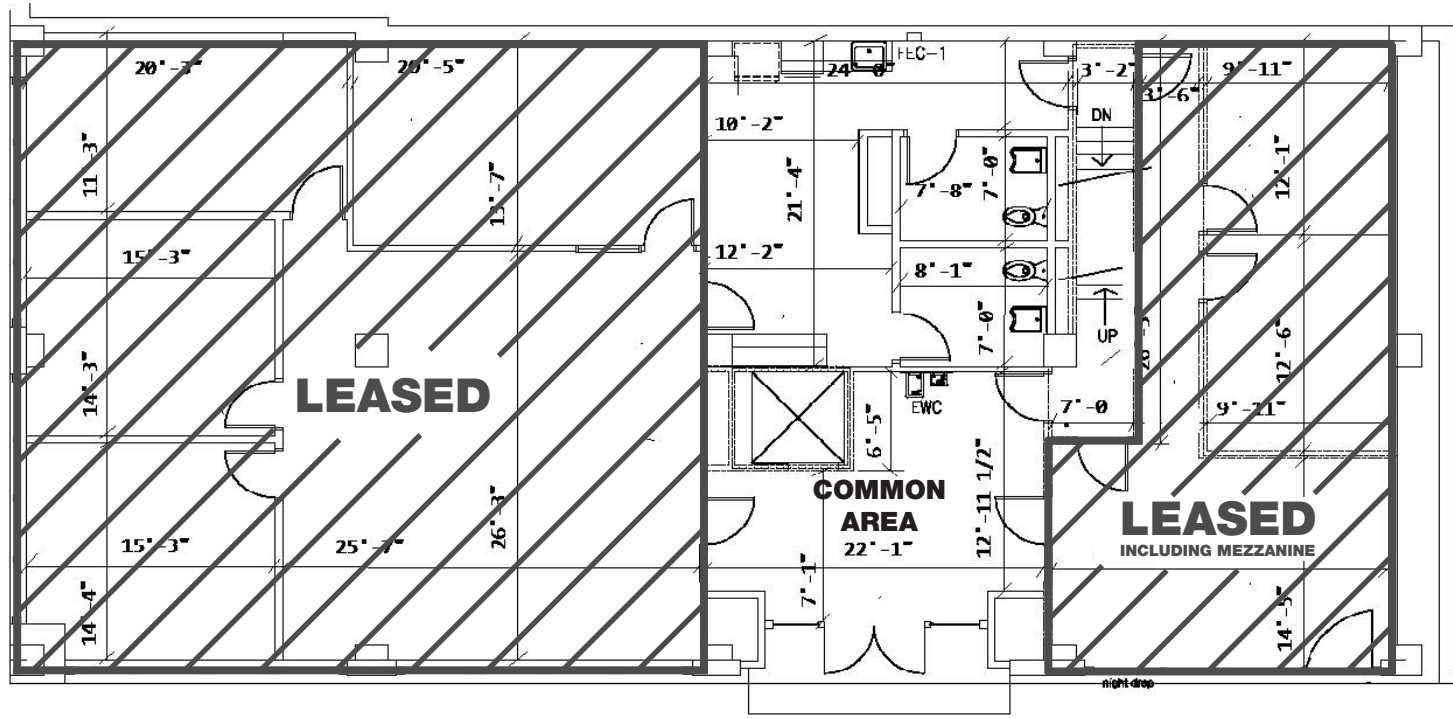 FEC-1
20'-5"
24'-0"
3'-2"
9'-11"
3'-6"
10'-2"
DN
11'-3"
13'-7"
21'-4"
7'-8"
7'-0"
12'-1"
15'-3"
12'-2"
8'-1"
7'-0"
UP
12'-6"
14'-3"
LEASED
EWC
7'-0
9'-11"
6'-5"
COMMON
AREA
12'-11 1/2"
LEASED
INCLUDING MEZZANINE
15'-3"
25'-7"
26'-3"
22'-1"
7'-1"
14'-4"
14'-5"
night drop